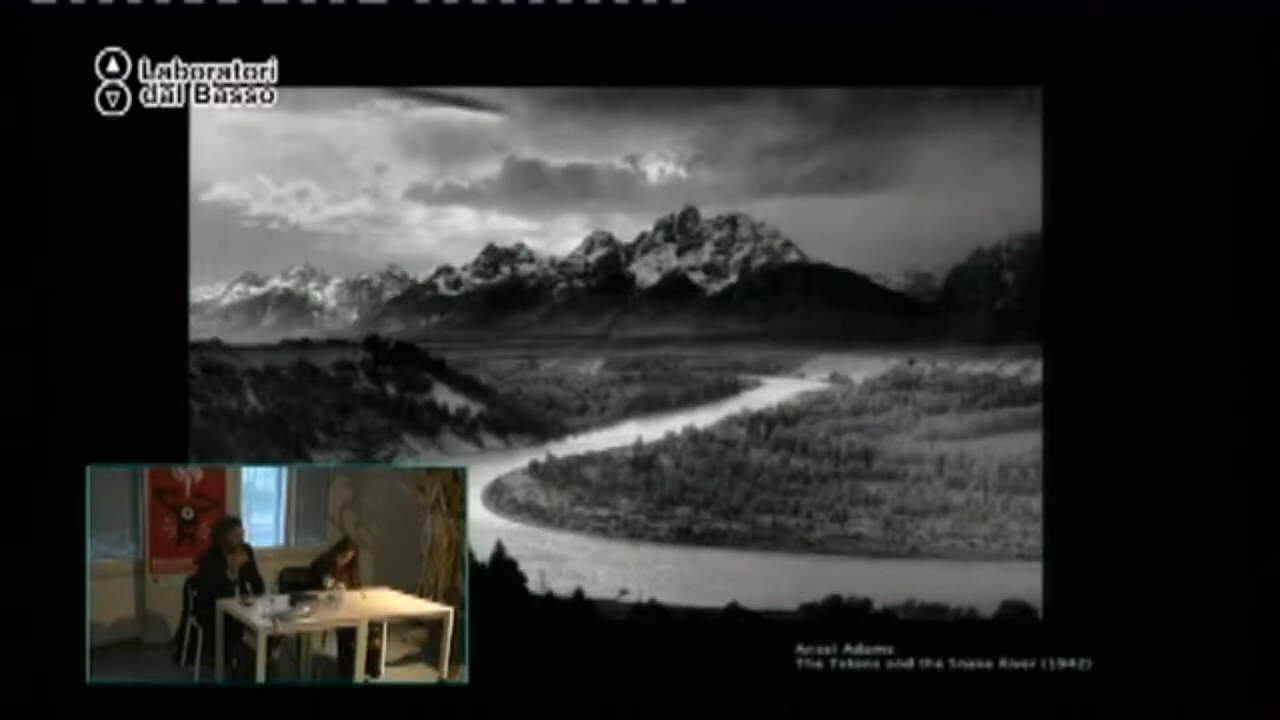 Laboratori
dal Basso
Ansel Adams
The Tetons and the Snake River (1942)